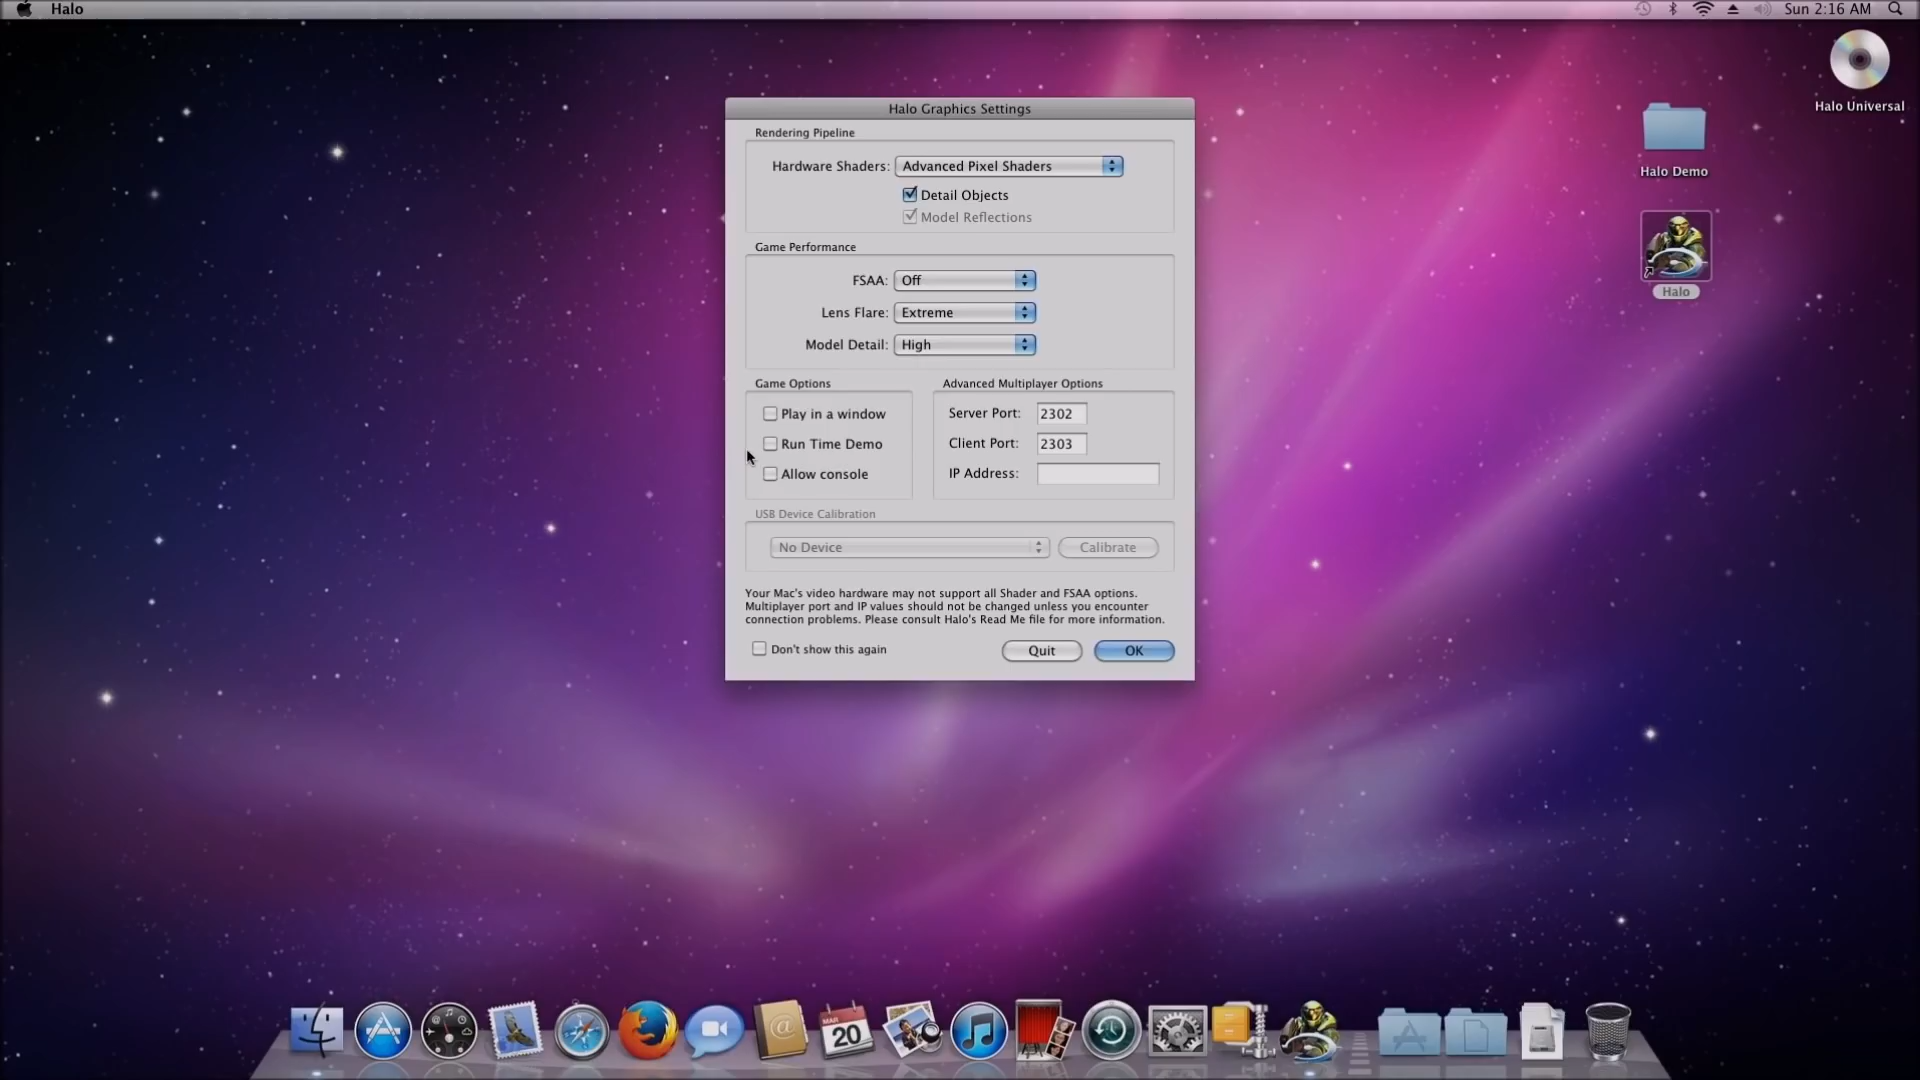 Halo
Sun 2:16 AM
Halo Universal
Halo Demo
Halo
Halo Graphics Settings
Rendering Pipeline
Hardware Shaders: Advanced Pixel Shaders
Detail Objects
Model Reflections
Game Performance
FSAA: Off
Lens Flare: Extreme
Model Detail: High
Game Options
Play in a window
Run Time Demo
Allow console
Advanced Multiplayer Options
Server Port: 2302
Client Port: 2303
IP Address:
USB Device Calibration
No Device
Calibrate
Your Mac's video hardware may not support all Shader and FSAA options.
Multiplayer port and IP values should not be changed unless you encounter
connection problems. Please consult Halo's Read Me file for more information.
Don't show this again
Quit
OK
MAR
20